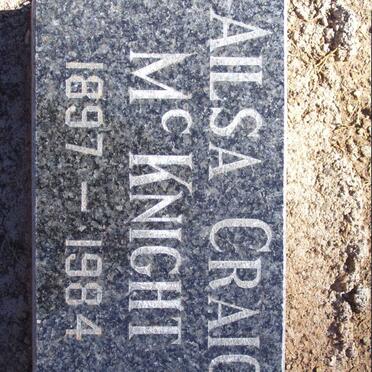 AILSA CRAIG
McKNIGHT
1897 – 1984